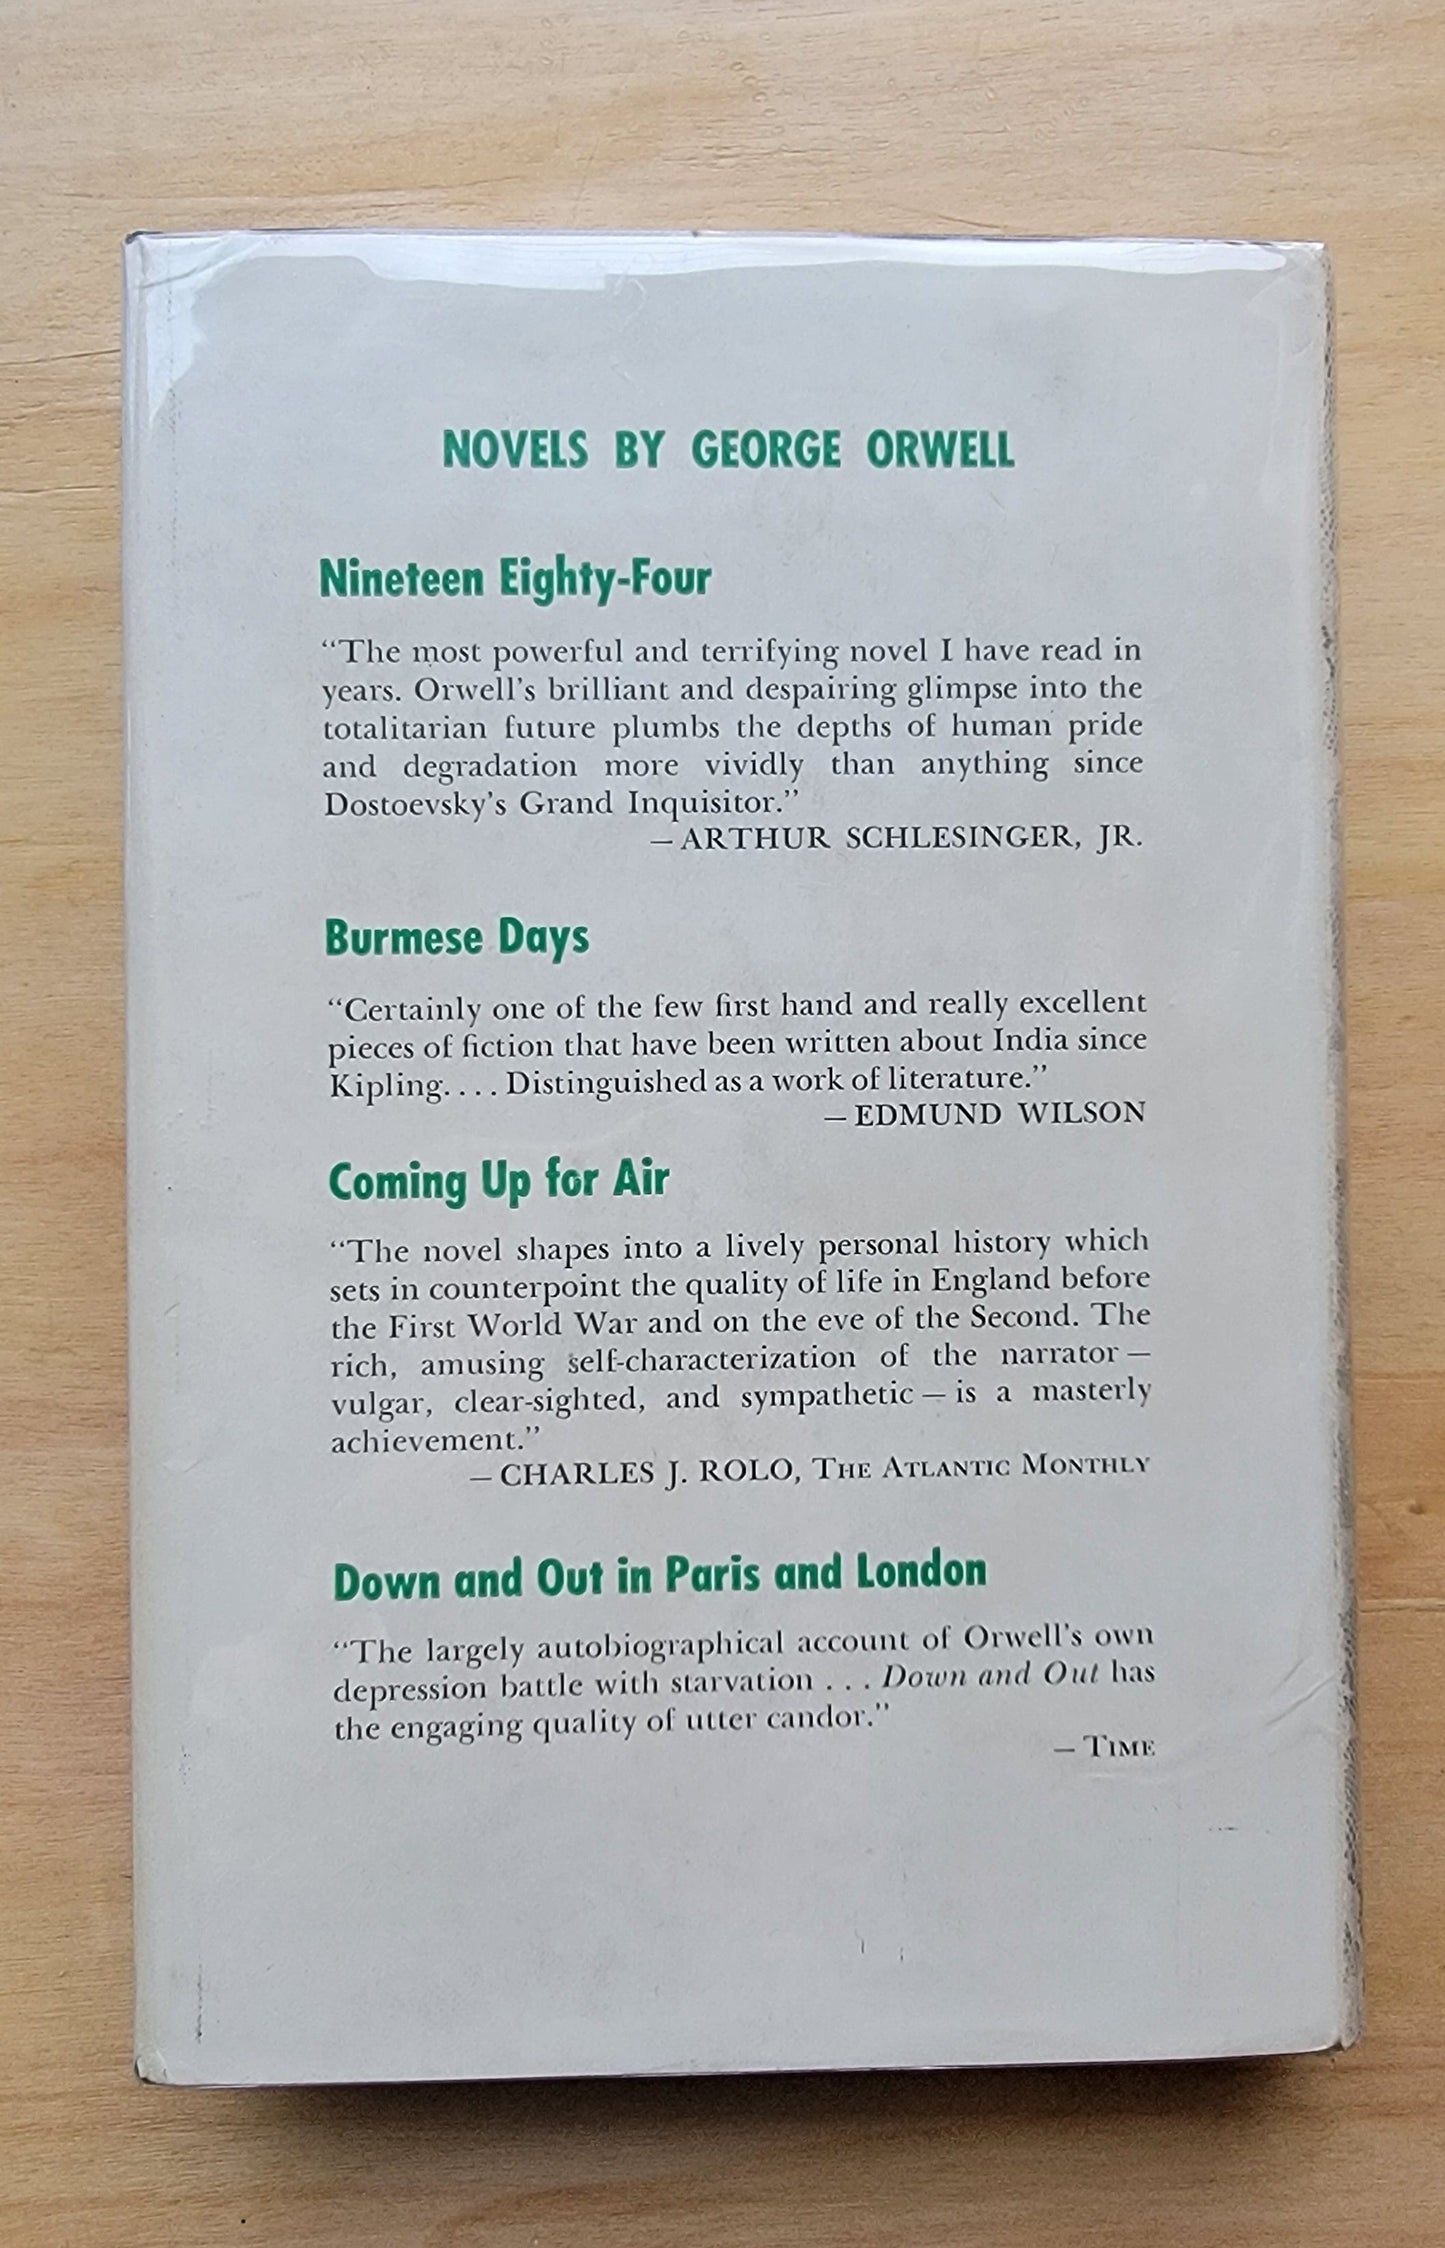 NOVELS BY GEORGE ORWELL
Nineteen Eighty-Four
“The most powerful and terrifying novel I have read in
years. Orwell’s brilliant and despairing glimpse into the
totalitarian future plumbs the depths of human pride
and degradation more vividly than anything since
Dostoevsky’s Grand Inquisitor.”
—ARTHUR SCHLESINGER, JR.
Burmese Days
“Certainly one of the few first hand and really excellent
pieces of fiction that have been written about India since
Kipling. . . . Distinguished as a work of literature.”
—EDMUND WILSON
Coming Up for Air
“The novel shapes into a lively personal history which
sets in counterpoint the quality of life in England before
the First World War and on the eve of the Second. The
rich, amusing self-characterization of the narrator—
vulgar, clear-sighted, and sympathetic—is a masterly
achievement.”
—CHARLES J. ROLO, THE ATLANTIC MONTHLY
Down and Out in Paris and London
“The largely autobiographical account of Orwell’s own
depression battle with starvation . . . Down and Out has
the engaging quality of utter candor.”
—TIME